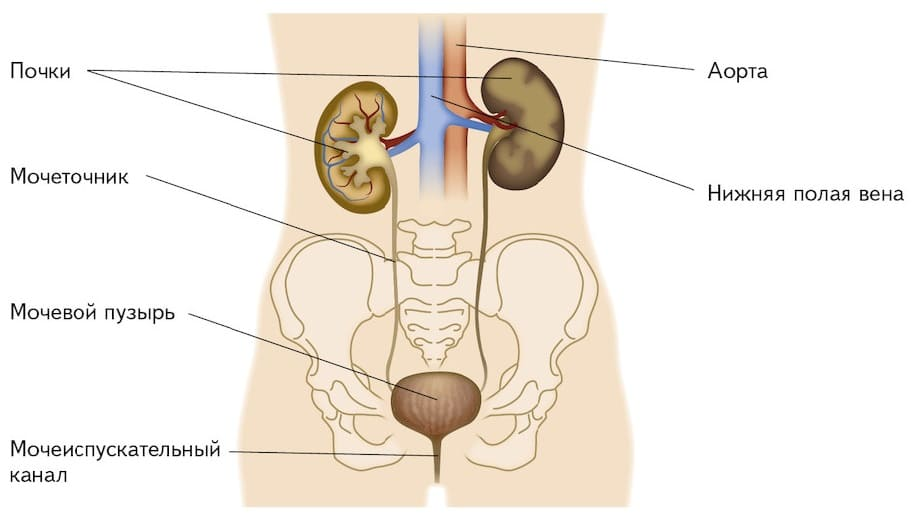 Почки
Аорта
Мочеточник
Нижняя полая вена
Мочевой пузырь
Мочеиспускательный
канал